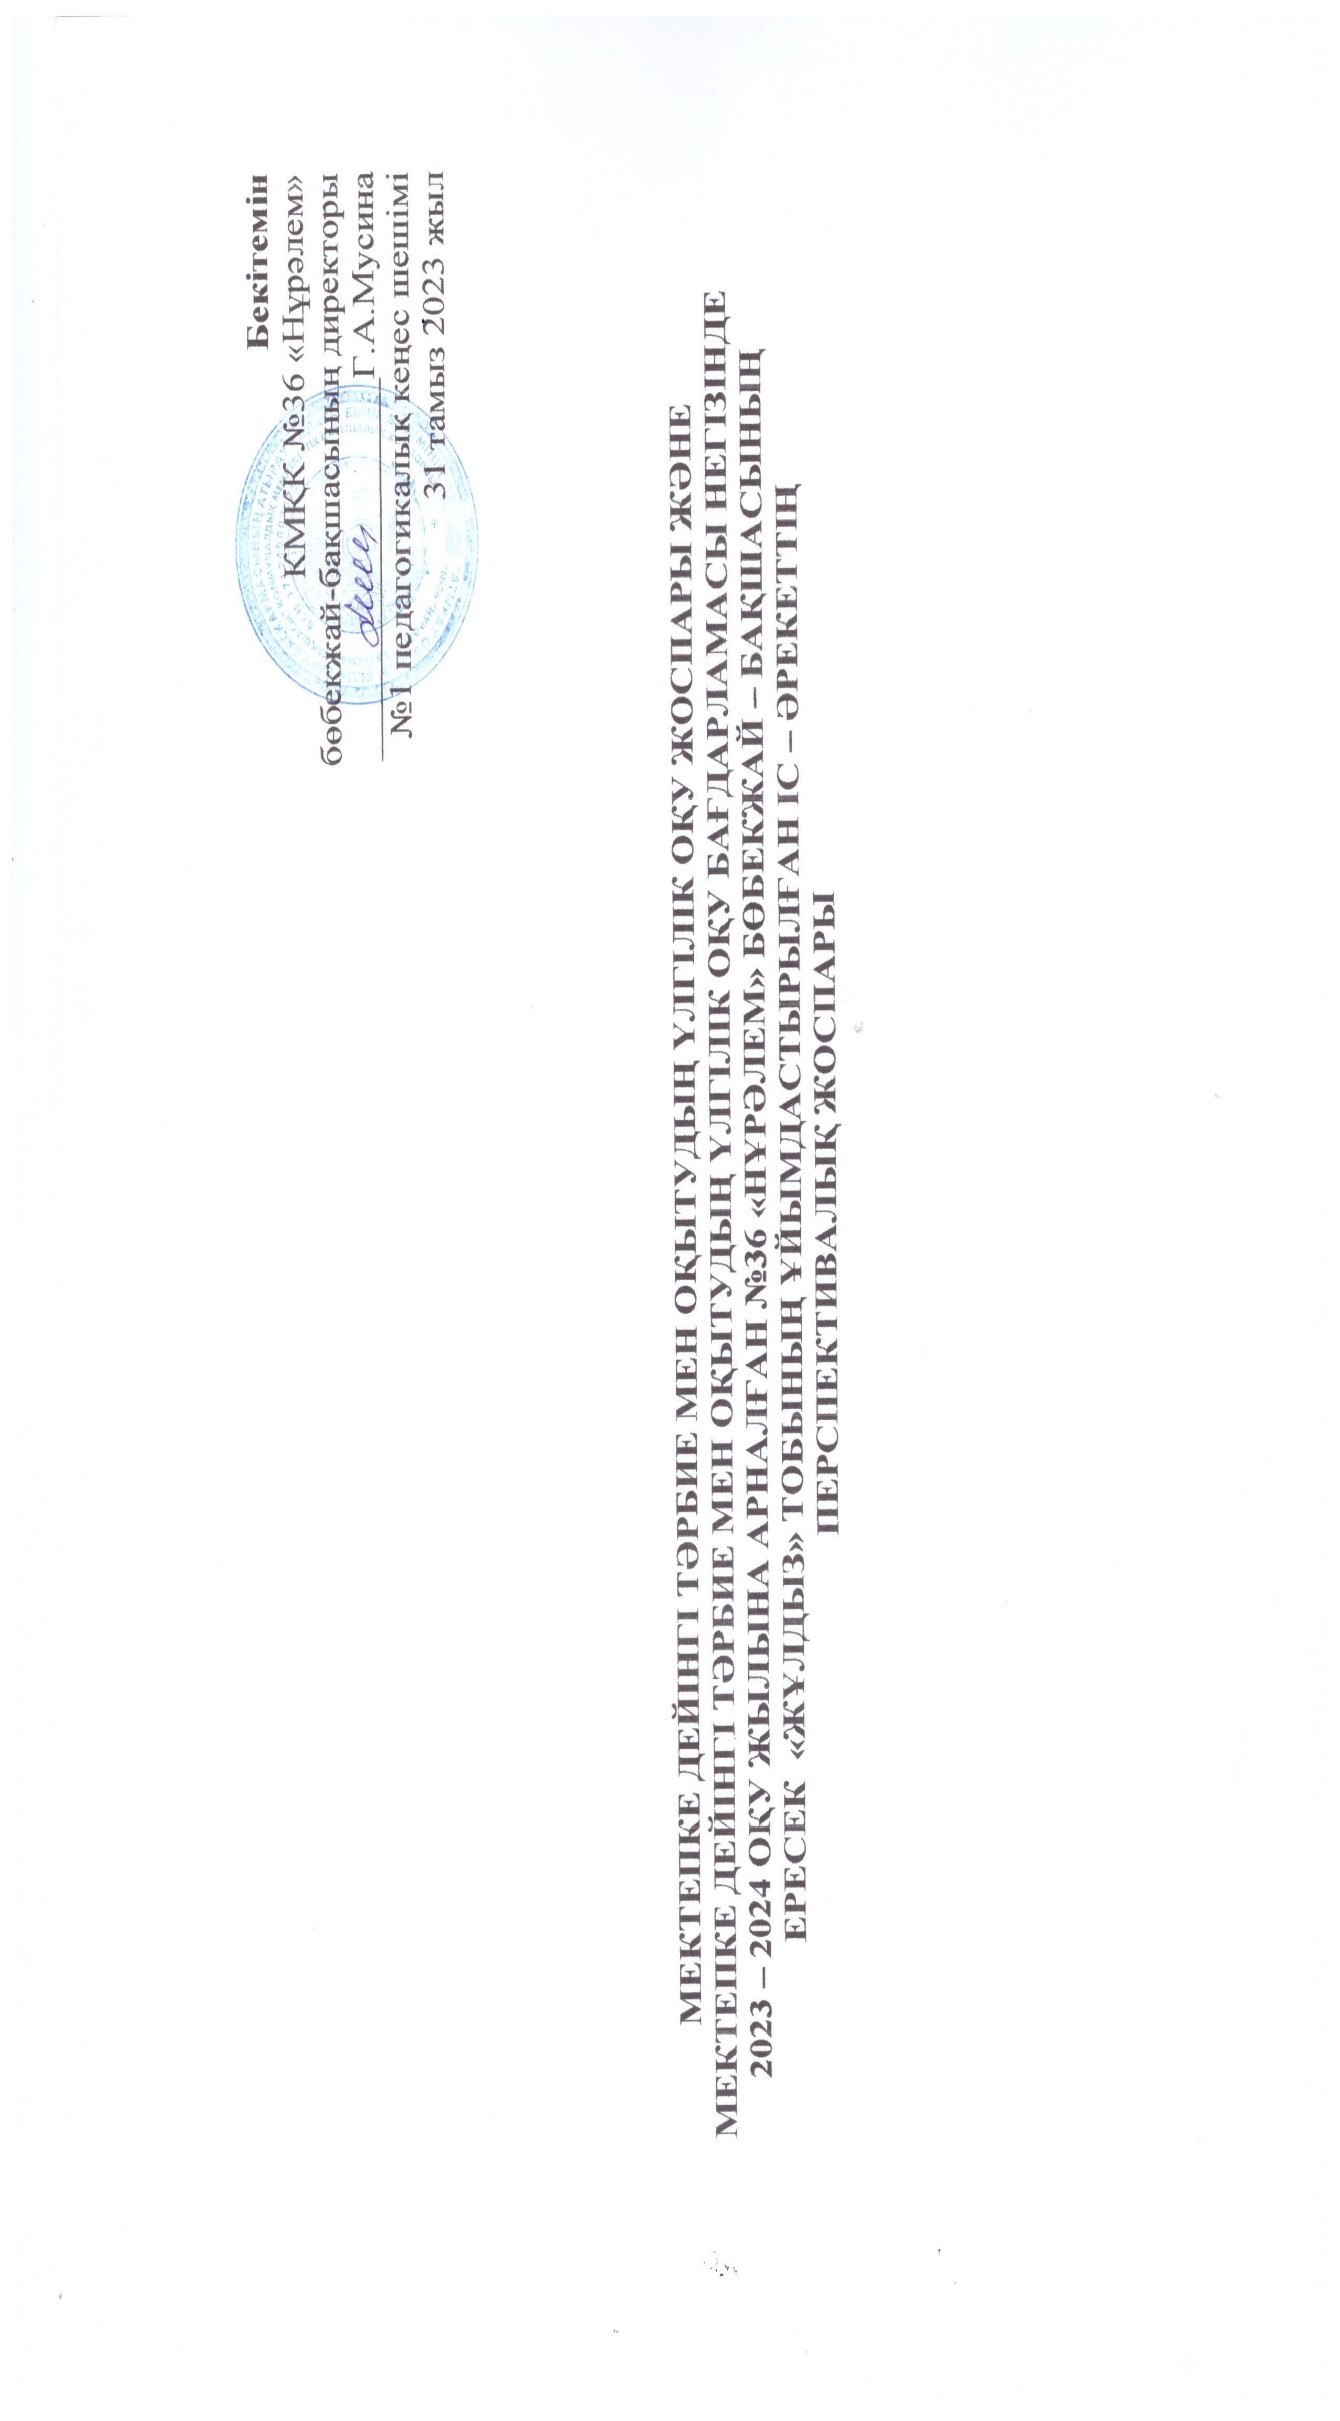 Бекітемін
КМҚК №36 «Нұрәлем»
бөбекжай-бақшасының директоры
Г.А.Мусина
№1 педагогикалық кеңес шешімі
31 тамыз 2023 жыл
МЕКТЕПКЕ ДЕЙІНГІ ТӘРБИЕ МЕН ОҚЫТУДЫҢ ҮЛГІЛІК ОҚУ ЖОСПАРЫ ЖӘНЕ
МЕКТЕПКЕ ДЕЙІНГІ ТӘРБИЕ МЕН ОҚЫТУДЫҢ ҮЛГІЛІК ОҚУ БАҒДАРЛАМАСЫ НЕГІЗІНДЕ
2023 – 2024 ОҚУ ЖЫЛЫНА АРНАЛҒАН №36 «НҰРӘЛЕМ» БӨБЕКЖАЙ – БАҚШАСЫНЫҢ
ЕРЕСЕК «ЖҰЛДЫЗ» ТОБЫНЫҢ ҰЙЫМДАСТЫРЫЛҒАН ІС – ӘРЕКЕТТІҢ
ПЕРСПЕКТИВАЛЫҚ ЖОСПАРЫ